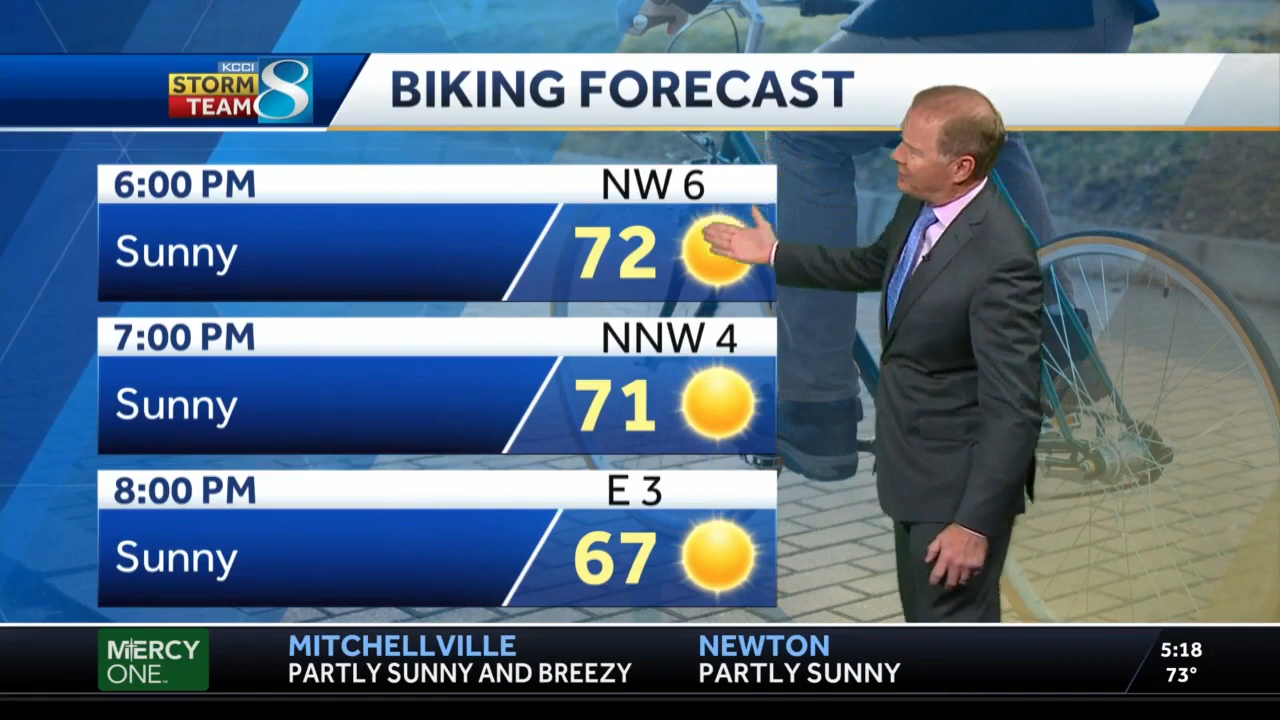 KCCI
STORM
TEAM
8
BIKING FORECAST
6:00 PM
NW 6
Sunny
72
7:00 PM
NNW 4
Sunny
71
8:00 PM
E 3
Sunny
67
MERCY
ONE
MITCHELLVILLE
PARTLY SUNNY AND BREEZY
NEWTON
PARTLY SUNNY
5:18
73°